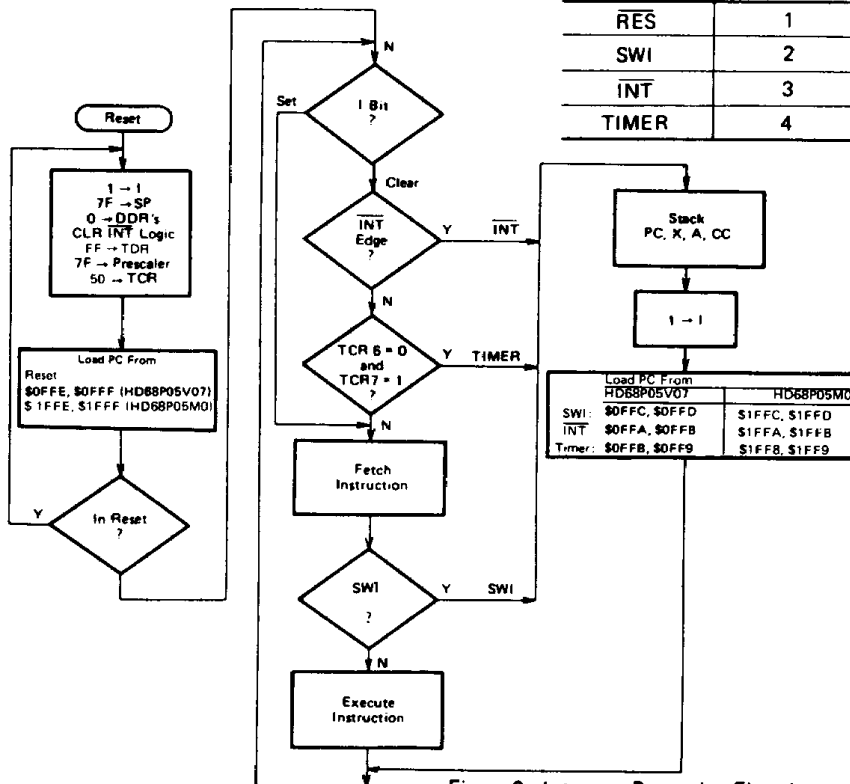 RES 1
SWI 2
INT 3
TIMER 4
Reset
1 → I
7F → SP
0 → DDR's
CLR INT Logic
FF → TDR
7F → Prescaler
50 → TCR
Load PC From
Reset
$0FFE, $0FFF (HD68P05V07)
$1FFE, $1FFF (HD68P05M0)
In Reset
?
Y
N
I Bit
?
Set
Clear
INT
Edge
?
Y INT
N
TCR 6 = 0
and
TCR7 = 1
?
Y TIMER
N
Fetch
Instruction
SWI
?
Y SWI
N
Execute
Instruction
Stack
PC, X, A, CC
1 → I
Load PC From
HD68P05V07 HD68P05M0
SWI: $0FFC, $0FFD $1FFC, $1FFD
INT $0FFA, $0FFB $1FFA, $1FFB
Timer: $0FF8, $0FF9 $1FF8, $1FF9